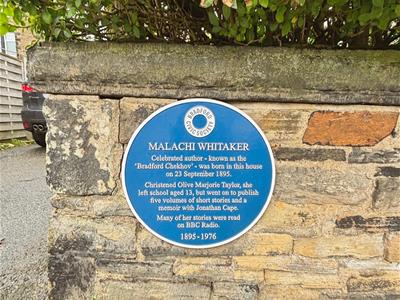 BRADFORD
CIVIC SOCIETY
MALACHI WHITAKER
Celebrated author - known as the
'Bradford Chekhov' - was born in this house
on 23 September 1895.
Christened Olive Marjorie Taylor, she
left school aged 13, but went on to publish
five volumes of short stories and a
memoir with Jonathan Cape.
Many of her stories were read
on BBC Radio.
1895-1976